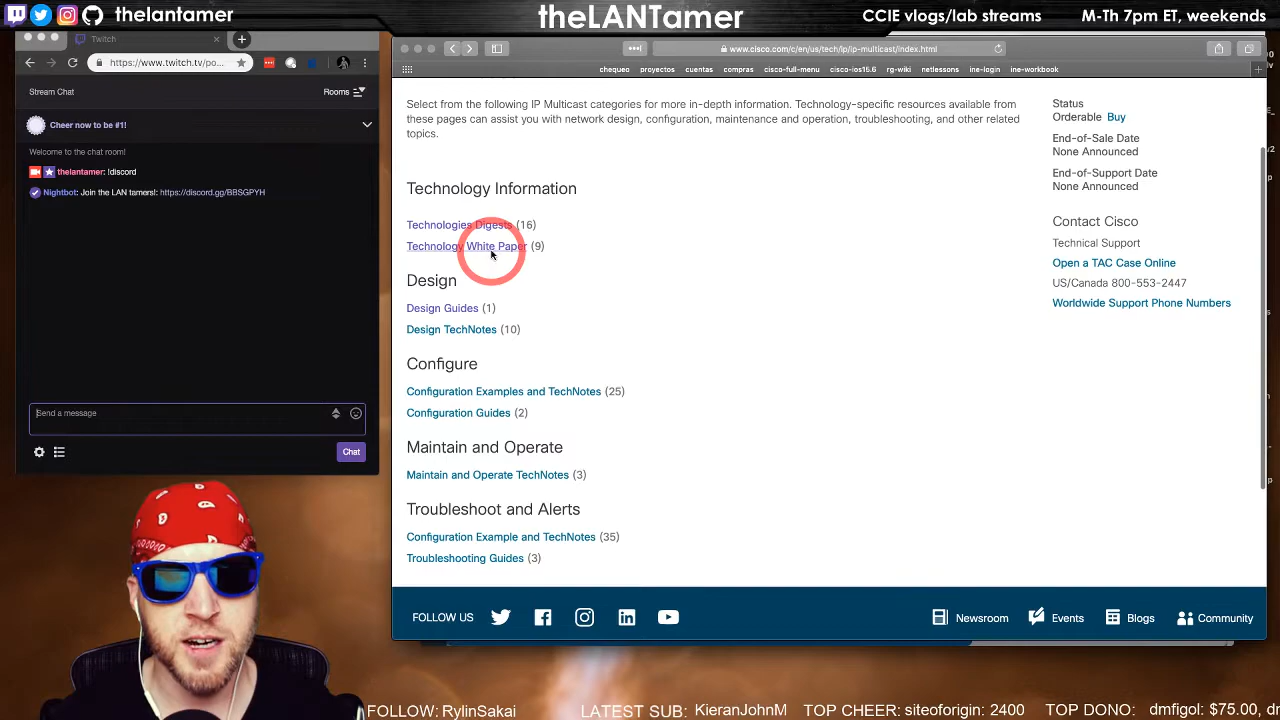 thelantamer
theLANTamer
CCIE vlogs/lab streams
M-Th 7pm ET, weekends
Twitch
https://www.twitch.tv/po...
Stream Chat
Rooms
Cheer now to be #1!
Welcome to the chat room!
thelantamer: !discord
Nightbot: Join the LAN tamers!: https://discord.gg/BBSGPYH
Send a message
Chat
www.cisco.com/c/en/us/tech/ip/ip-multicast/index.html
chequeo proyectos cuentas compras cisco-full-menu cisco-ios15.6 rg-wiki netlessons ine-login ine-workbook
Select from the following IP Multicast categories for more in-depth information. Technology-specific resources available from
these pages can assist you with network design, configuration, maintenance and operation, troubleshooting, and other related
topics.
Technology Information
Technologies Digests (16)
Technology White Paper (9)
Design
Design Guides (1)
Design TechNotes (10)
Configure
Configuration Examples and TechNotes (25)
Configuration Guides (2)
Maintain and Operate
Maintain and Operate TechNotes (3)
Troubleshoot and Alerts
Configuration Example and TechNotes (35)
Troubleshooting Guides (3)
Status
Orderable Buy
End-of-Sale Date
None Announced
End-of-Support Date
None Announced
Contact Cisco
Technical Support
Open a TAC Case Online
US/Canada 800-553-2447
Worldwide Support Phone Numbers
FOLLOW US
Newsroom
Events
Blogs
Community
FOLLOW: RylinSakai
LATEST SUB: KieranJohnM
TOP CHEER: siteoforigin: 2400
TOP DONO: dmfigol: $75.00, dr